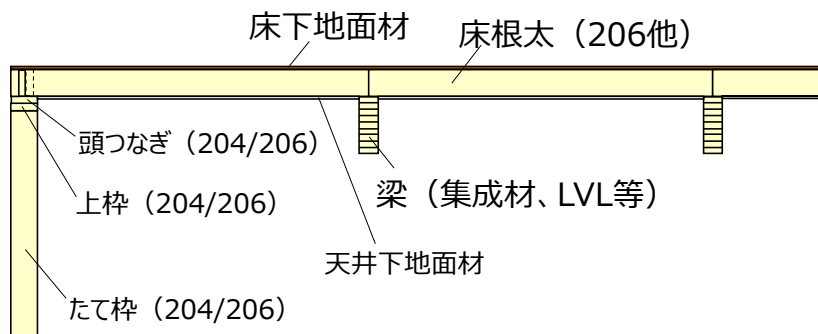 床下地面材
床根太（206他）
頭つなぎ（204/206）
梁（集成材、LVL等）
上枠（204/206）
天井下地面材
たて枠（204/206）